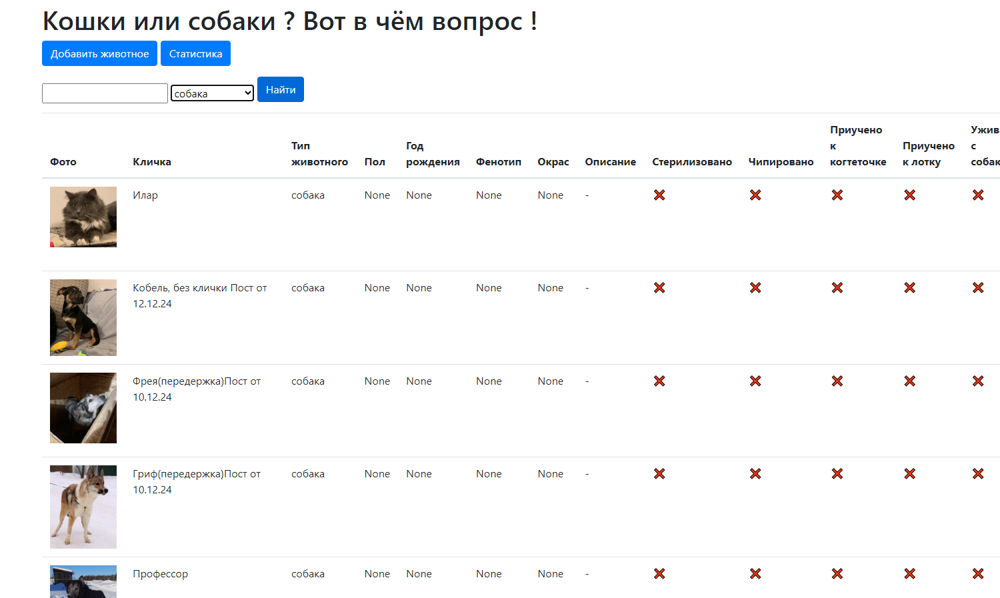 Кошки или собаки ? Вот в чём вопрос !
Добавить животное Статистика
собака Найти
Фото Кличка Тип животного Пол Год рождения Фенотип Окрас Описание Стерилизовано Чипировано Приучено к когтеточке Приучено к лотку Ужив с собак
Илар собака None None None None -
Кобель, без клички Пост от собака None None None None -
12.12.24
Фрея(передержка)Пост от собака None None None None -
10.12.24
Гриф(передержка)Пост от собака None None None None -
10.12.24
Профессор собака None None None None -